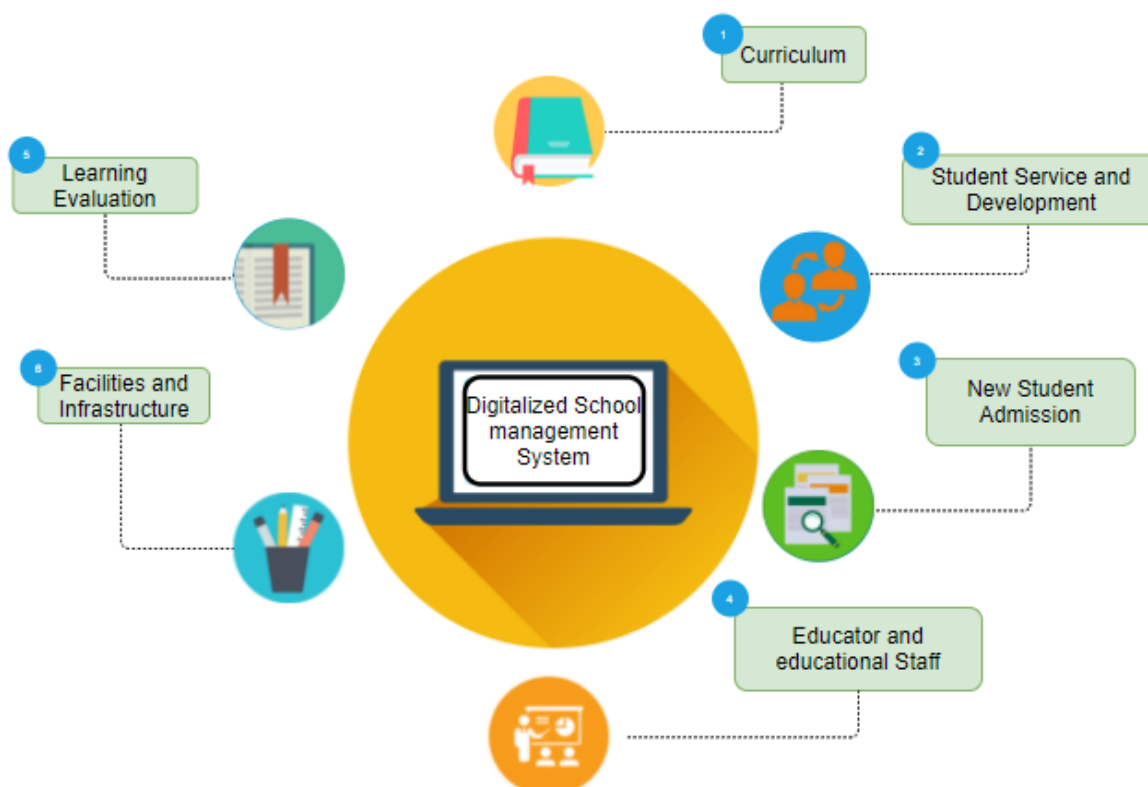 1
Curriculum
2
Student Service and
Development
3
New Student
Admission
4
Educator and
educational Staff
5
Learning
Evaluation
6
Facilities and
Infrastructure
Digitalized School
management
System